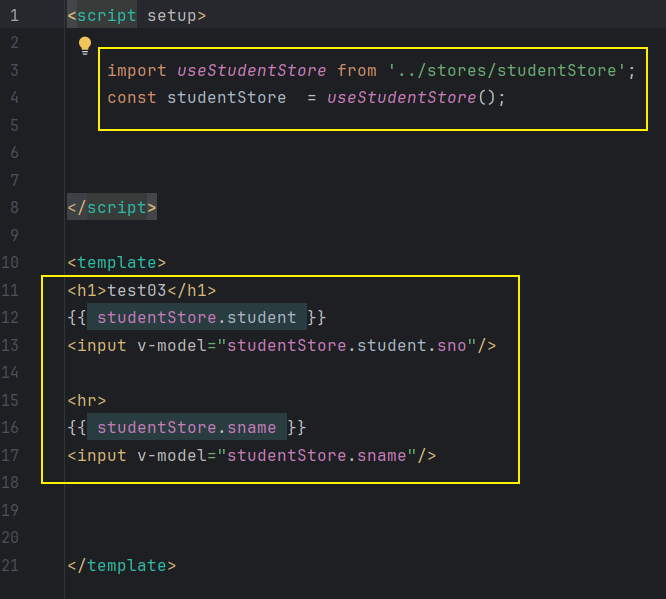 1 <script setup>
2
3 import useStudentStore from '../stores/studentStore';
4 const studentStore  = useStudentStore();
5
6
7
8 </script>
9
10 <template>
11 <h1>test03</h1>
12 {{ studentStore.student }}
13 <input v-model="studentStore.student.sno"/>
14
15 <hr>
16 {{ studentStore.sname }}
17 <input v-model="studentStore.sname"/>
18
19
20
21 </template>